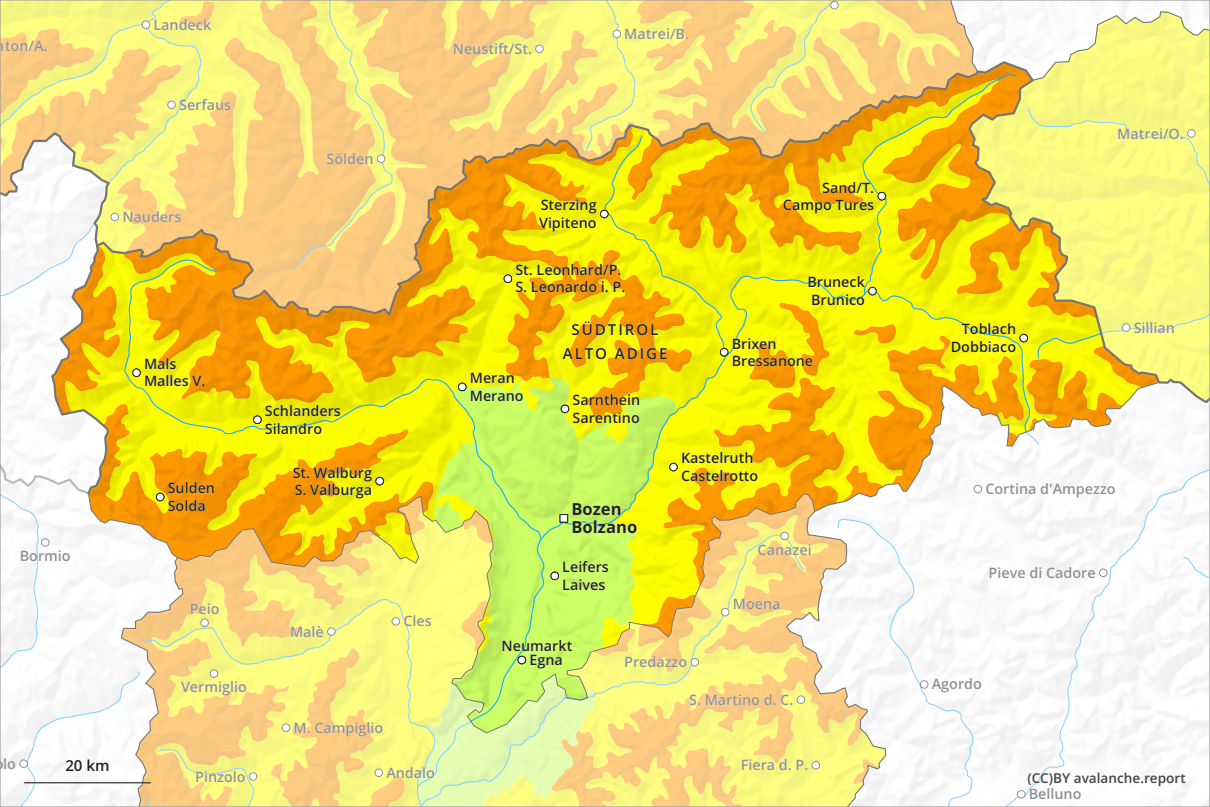 Landeck
nton/A.
Neustift/St.
Matrei/B.
Serfaus
Sölden
Matrei/O.
Nauders
Sand/T.
Campo Tures
Sterzing
Vipiteno
St. Leonhard/P.
S. Leonardo i. P.
Bruneck
Brunico
SÜDTIROL
ALTO ADIGE
Toblach
Dobbiaco
Sillian
Brixen
Bressanone
Mals
Malles V.
Meran
Merano
Sarnthein
Sarentino
Schlanders
Silandro
Kastelruth
Castelrotto
St. Walburg
S. Valburga
Sulden
Solda
Cortina d'Ampezzo
Bozen
Bolzano
Bormio
Canazei
Leifers
Laives
Pieve di Cadore
Peio
Moena
Cles
Malè
Neumarkt
Egna
Predazzo
Vermiglio
Agordo
S. Martino d. C.
M. Campiglio
olo
20 km
Pinzolo
Andalo
Fiera d. P.
(CC)BY avalanche.report
Belluno